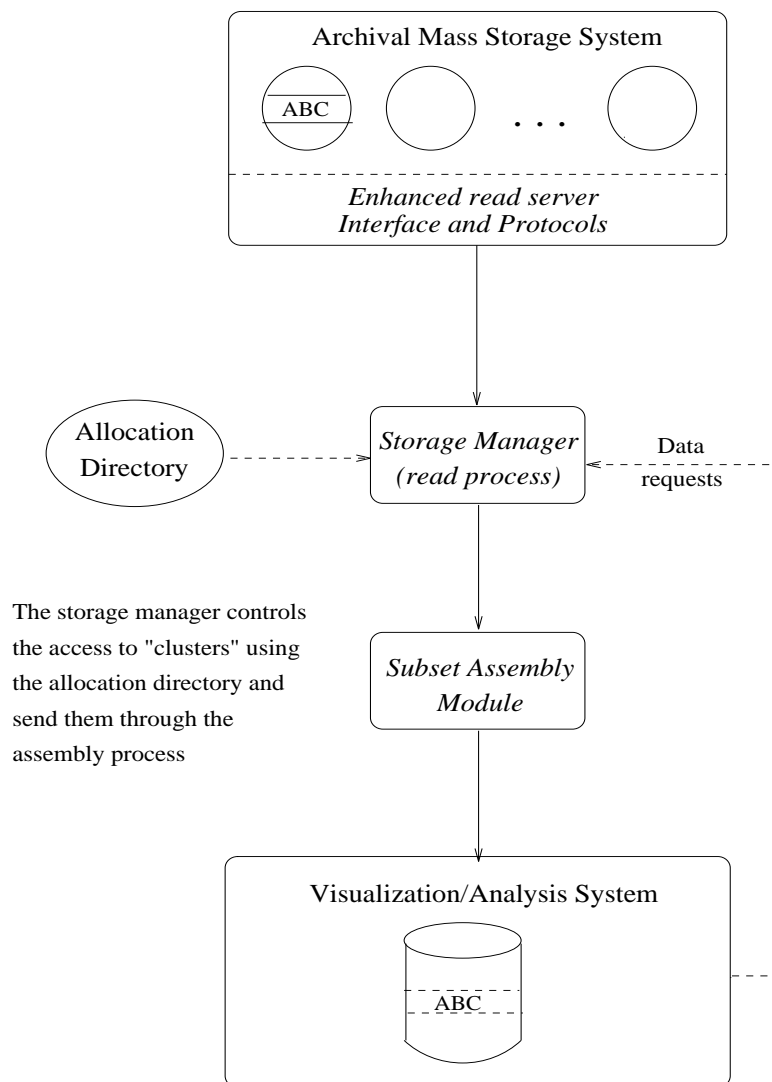 Archival Mass Storage System
ABC
. . .
Enhanced read server
Interface and Protocols
Allocation
Directory
Storage Manager
(read process)
Data
requests
The storage manager controls
the access to "clusters" using
the allocation directory and
send them through the
assembly process
Subset Assembly
Module
Visualization/Analysis System
ABC